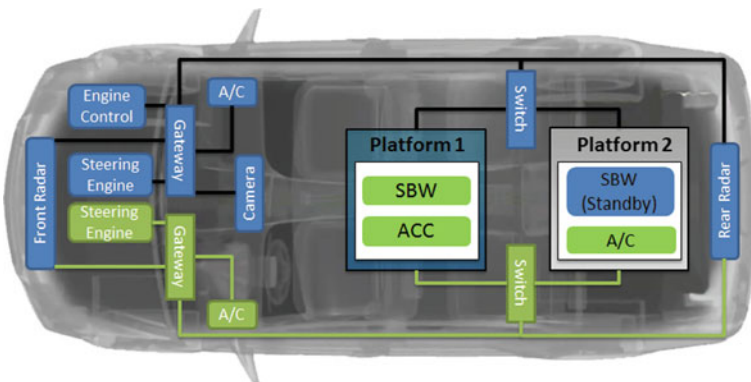 Engine
Control
A/C
Gateway
Front Radar
Steering
Engine
Camera
Steering
Engine
Gateway
A/C
Switch
Platform 1
SBW
ACC
Platform 2
SBW
(Standby)
A/C
Switch
Rear Radar